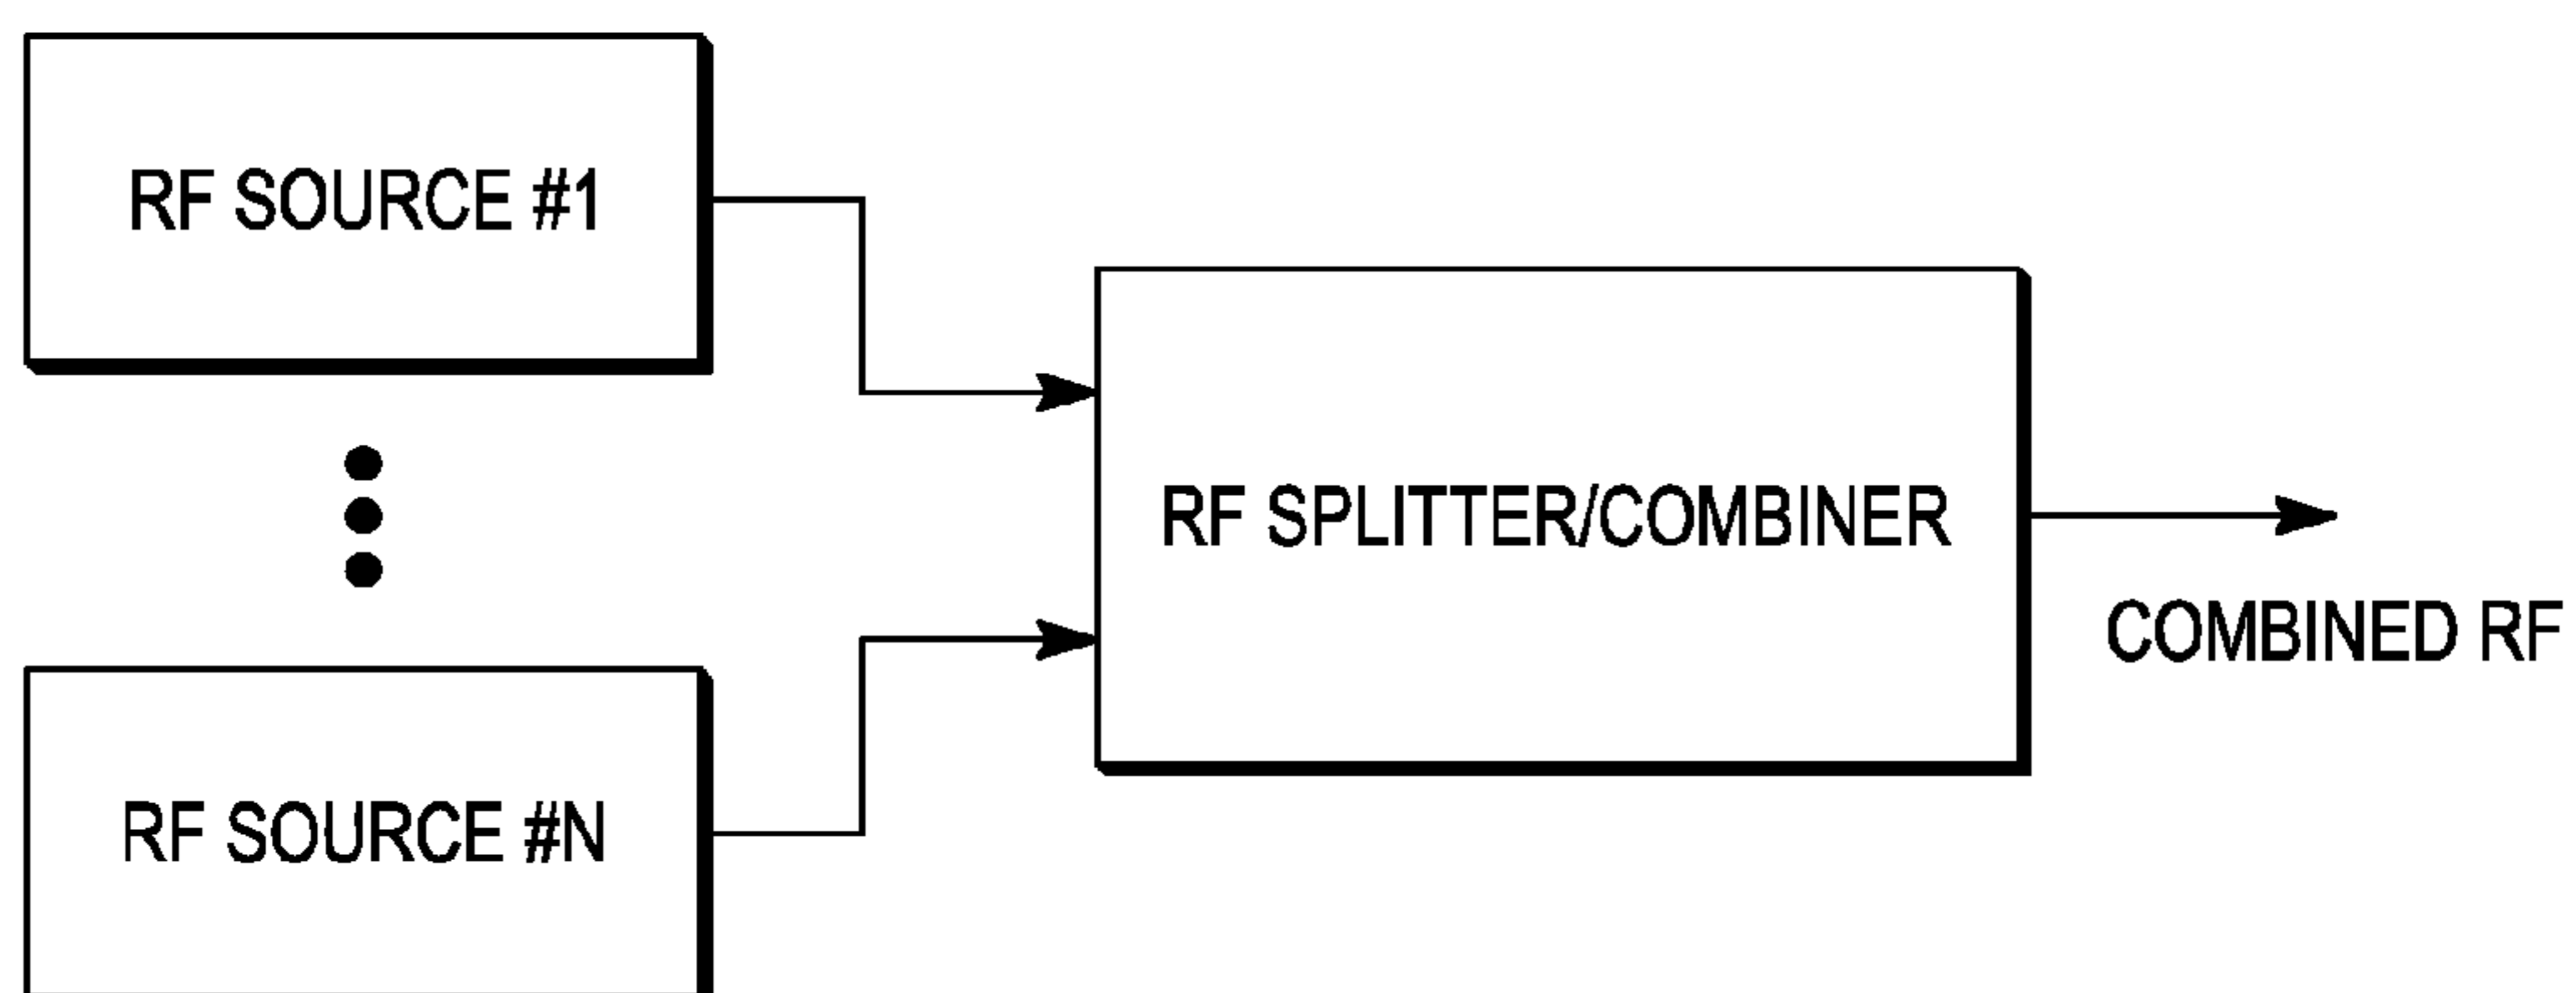 RF SOURCE #1
RF SPLITTER/COMBINER
COMBINED RF
RF SOURCE #N